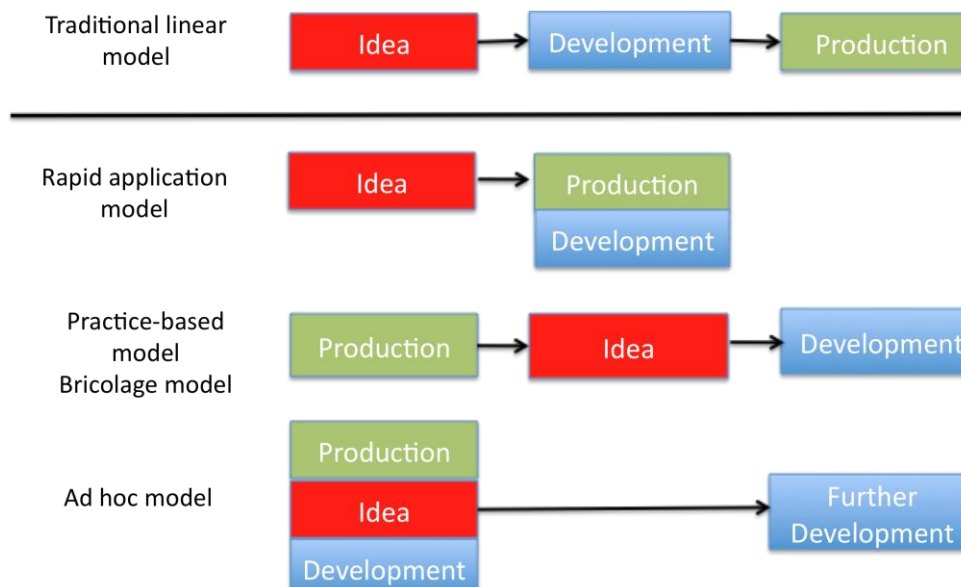 Traditional linear
model
Idea
Development
Production
Rapid application
model
Idea
Production
Development
Practice-based
model
Bricolage model
Production
Idea
Development
Ad hoc model
Production
Idea
Development
Further
Development